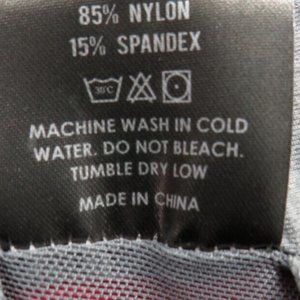 85% NYLON
15% SPANDEX
30°C
MACHINE WASH IN COLD
WATER. DO NOT BLEACH.
TUMBLE DRY LOW
MADE IN CHINA